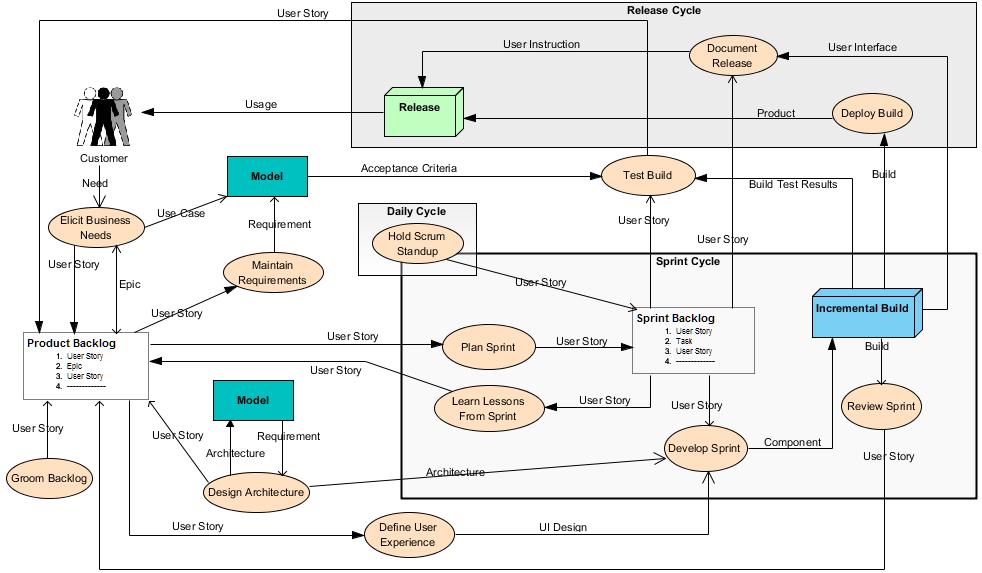 User Story
Release Cycle
User Instruction
Document
Release
User Interface
Usage
Release
Product
Deploy Build
Customer
Need
Model
Acceptance Criteria
Test Build
Build Test Results
Build
Elicit Business
Needs
Use Case
Requirement
Daily Cycle
Hold Scrum
Standup
User Story
User Story
User Story
Epic
Maintain
Requirements
Sprint Cycle
User Story
User Story
Product Backlog
1. User Story
2. Epic
3. User Story
4. --------------
User Story
Plan Sprint
User Story
Sprint Backlog
1. User Story
2. Task
3. User Story
4. --------------
Incremental Build
Build
User Story
Model
Learn Lessons
From Sprint
User Story
User Story
Review Sprint
User Story
User Story
Requirement
Architecture
Develop Sprint
Component
User Story
Groom Backlog
Design Architecture
Architecture
User Story
Define User
Experience
UI Design